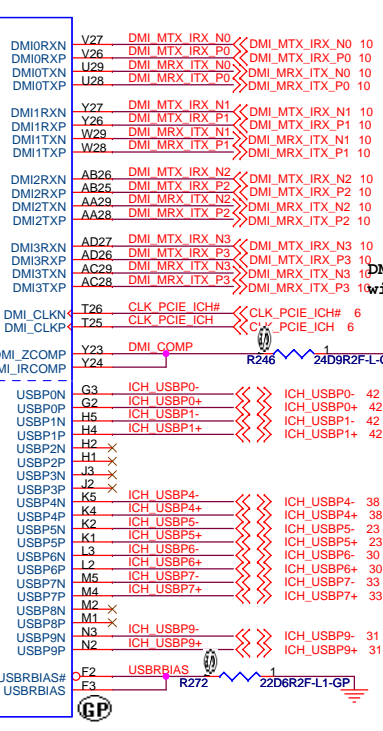 DMI0RXN V27 DMI_MTX_IRX_N0 DMI_MTX_IRX_N0 10
DMI0RXP V26 DMI_MTX_IRX_P0 DMI_MTX_IRX_P0 10
DMI0TXN U29 DMI_MRX_ITX_N0 DMI_MRX_ITX_N0 10
DMI0TXP U28 DMI_MRX_ITX_P0 DMI_MRX_ITX_P0 10
DMI1RXN Y27 DMI_MTX_IRX_N1 DMI_MTX_IRX_N1 10
DMI1RXP Y26 DMI_MTX_IRX_P1 DMI_MTX_IRX_P1 10
DMI1TXN W29 DMI_MRX_ITX_N1 DMI_MRX_ITX_N1 10
DMI1TXP W28 DMI_MRX_ITX_P1 DMI_MRX_ITX_P1 10
DMI2RXN AB26 DMI_MTX_IRX_N2 DMI_MTX_IRX_N2 10
DMI2RXP AB25 DMI_MTX_IRX_P2 DMI_MTX_IRX_P2 10
DMI2TXN AA29 DMI_MRX_ITX_N2 DMI_MRX_ITX_N2 10
DMI2TXP AA28 DMI_MRX_ITX_P2 DMI_MRX_ITX_P2 10
DMI3RXN AD27 DMI_MTX_IRX_N3 DMI_MTX_IRX_N3 10
DMI3RXP AD26 DMI_MTX_IRX_P3 DMI_MTX_IRX_P3 10
DMI3TXN AC29 DMI_MRX_ITX_N3 DMI_MRX_ITX_N3 10
DMI3TXP AC28 DMI_MRX_ITX_P3 DMI_MRX_ITX_P3 10
DMI_CLKN T26 CLK_PCIE_ICH# CLK_PCIE_ICH# 6
DMI_CLKP T25 CLK_PCIE_ICH CLK_PCIE_ICH 6
DMI_ZCOMP Y23 DMI_COMP
DMI_IRCOMP Y24 R246 1 24D9R2F-L-G
USBP0N G3 ICH_USBP0- ICH_USBP0- 42
USBP0P G2 ICH_USBP0+ ICH_USBP0+ 42
USBP1N H5 ICH_USBP1- ICH_USBP1- 42
USBP1P H4 ICH_USBP1+ ICH_USBP1+ 42
USBP2N H2
USBP2P H1
USBP3N J3
USBP3P J2
USBP4N K5 ICH_USBP4- ICH_USBP4- 38
USBP4P K4 ICH_USBP4+ ICH_USBP4+ 38
USBP5N K2 ICH_USBP5- ICH_USBP5- 23
USBP5P K1 ICH_USBP5+ ICH_USBP5+ 23
USBP6N L3 ICH_USBP6- ICH_USBP6- 30
USBP6P L2 ICH_USBP6+ ICH_USBP6+ 30
USBP7N M5 ICH_USBP7- ICH_USBP7- 33
USBP7P M4 ICH_USBP7+ ICH_USBP7+ 33
USBP8N M2
USBP8P M1
USBP9N N3 ICH_USBP9- ICH_USBP9- 31
USBP9P N2 ICH_USBP9+ ICH_USBP9+ 31
USBRBIAS# F2 USBRBIAS
USBRBIAS F3 R272 1 22D6R2F-L1-GP
GP